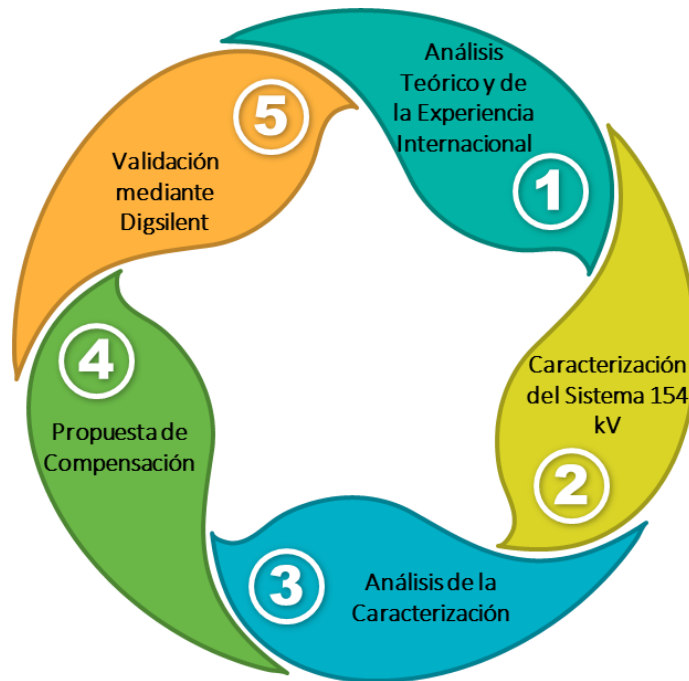 Análisis
Teórico y de
la Experiencia
Internacional
1
Caracterización
del Sistema 154
kV
2
3
Análisis de la
Caracterización
4
Propuesta de
Compensación
5
Validación
mediante
Digsilent